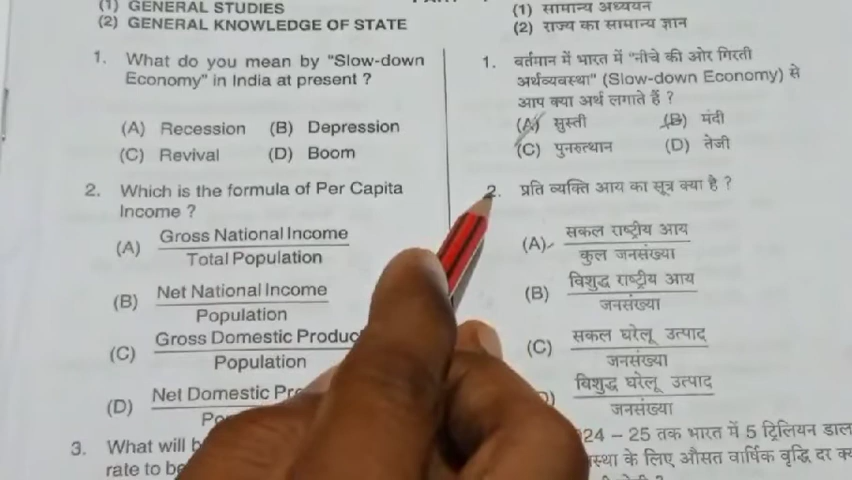 (1) GENERAL STUDIES
(2) GENERAL KNOWLEDGE OF STATE
1. What do you mean by "Slow-down
Economy" in India at present ?
(A) Recession (B) Depression
(C) Revival (D) Boom
2. Which is the formula of Per Capita
Income ?
(A) Gross National Income
Total Population
(B) Net National Income
Population
(C) Gross Domestic Produc
Population
(D) Net Domestic Pr
3. What will b
rate to be
(1) सामान्य अध्ययन
(2) राज्य का सामान्य ज्ञान
1. वर्तमान में भारत में "नीचे की ओर गिरती
अर्थव्यवस्था" (Slow-down Economy) से
आप क्या अर्थ लगाते हैं ?
(A) सुस्ती (B) मंदी
(C) पुनरुत्थान (D) तेजी
2. प्रति व्यक्ति आय का सूत्र क्या है ?
(A) सकल राष्ट्रीय आय
कुल जनसंख्या
(B) विशुद्ध राष्ट्रीय आय
जनसंख्या
(C) सकल घरेलू उत्पाद
जनसंख्या
विशुद्ध घरेलू उत्पाद
जनसंख्या
24 – 25 तक भारत में 5 ट्रिलियन डाल
स्था के लिए औसत वार्षिक वृद्धि दर क्य